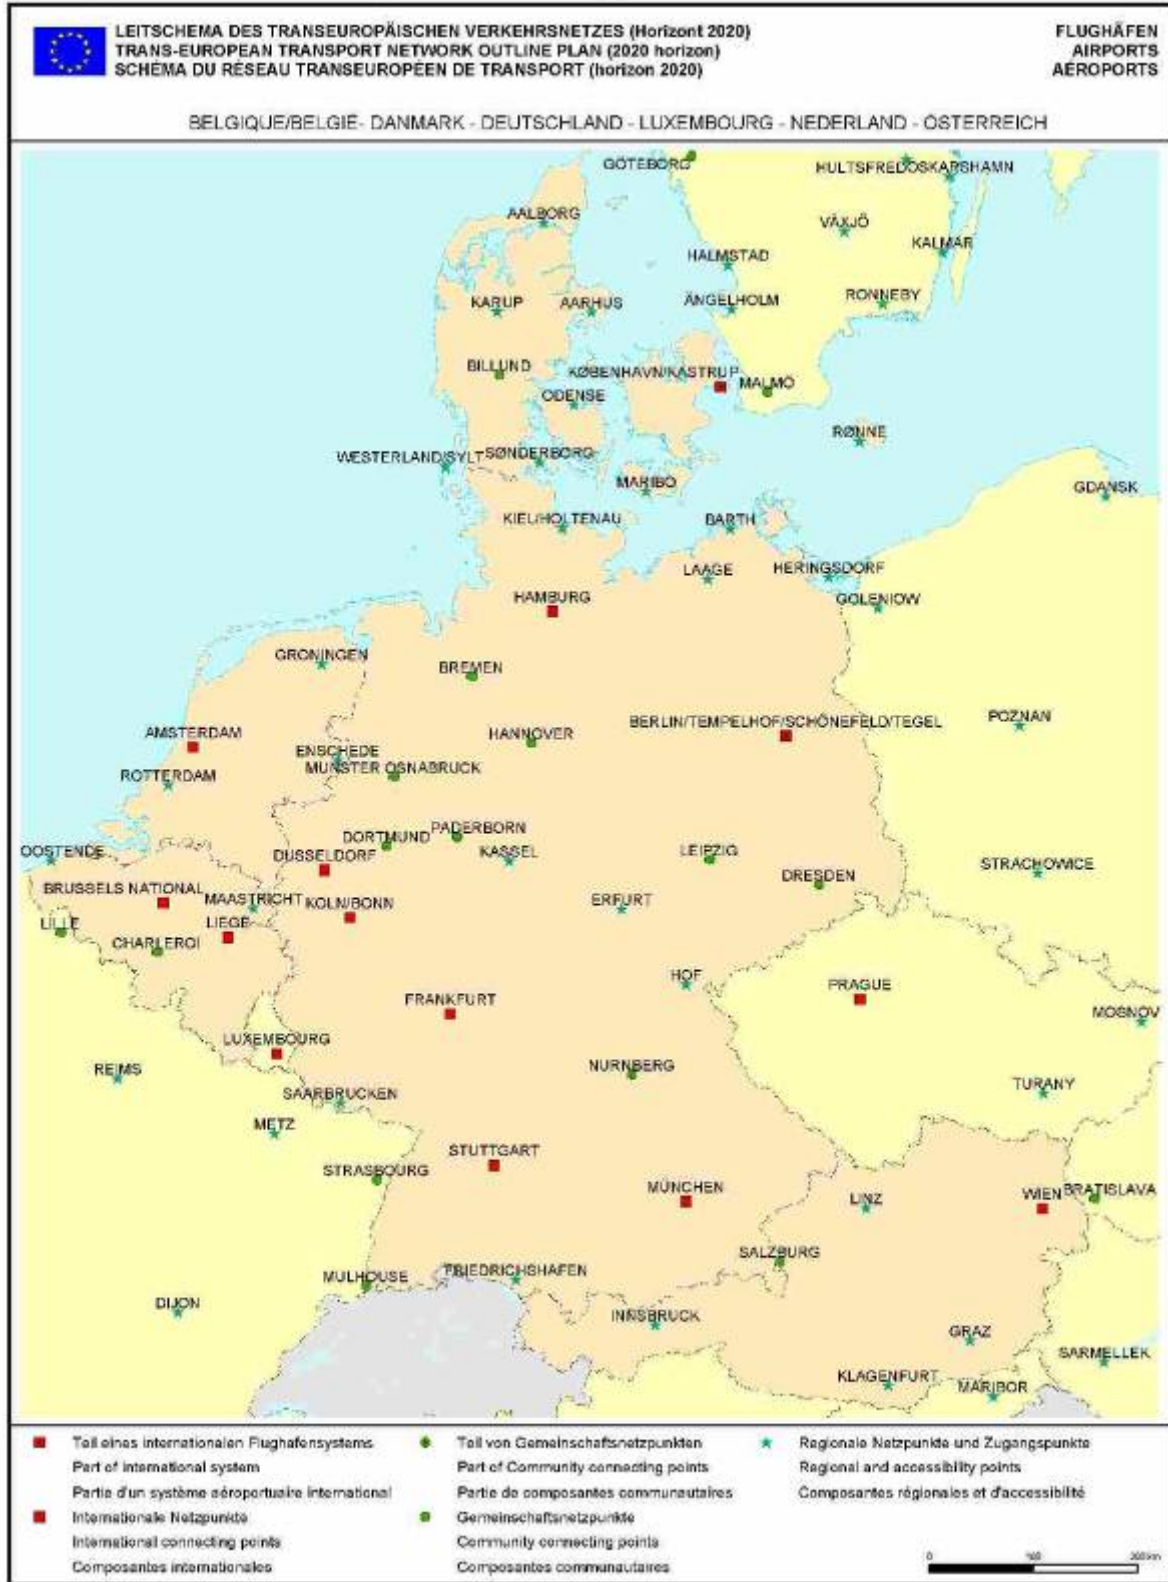 LEITSCHEMA DES TRANSEUROPÄISCHEN VERKEHRSNETZES (Horizont 2020)
TRANS-EUROPEAN TRANSPORT NETWORK OUTLINE PLAN (2020 horizon)
SCHÉMA DU RÉSEAU TRANSEUROPÉEN DE TRANSPORT (horizon 2020)
FLUGHÄFEN
AIRPORTS
AÉROPORTS
BELGIQUE/BELGIE- DANMARK - DEUTSCHLAND - LUXEMBOURG - NEDERLAND - ÖSTERREICH
GÖTEBORG
HULTSFREDOSKARSHAMN
AALBORG
VÄXJÖ
KALMAR
HALMSTAD
KARUP
AARHUS
ÄNGELHOLM
RONNEBY
BILLUND
KØBENHAVN/KASTRUP
MALMÖ
ODENSE
RØNNE
WESTERLAND/SYLT
SØNDERBORG
MARIBO
GDANSK
KIEL/HOLTENAU
BARTH
LAAGE
HERINGSDORF
HAMBURG
GOLENIOW
GRONINGEN
BREMEN
AMSTERDAM
HANNOVER
BERLIN/TEMPELHOF/SCHÖNEFELD/TEGEL
POZNAN
ENSCHEDE
ROTTERDAM
MUNSTER OSNABRUCK
DORTMUND
PADERBORN
OOSTENDE
DUSSELDORF
KASSEL
LEIPZIG
STRACHOWICE
DRESDEN
BRUSSELS NATIONAL
MAASTRICHT
KOLN/BONN
ERFURT
LILLE
LIEGE
CHARLEROI
HOF
PRAGUE
FRANKFURT
MOSNOV
LUXEMBOURG
REIMS
NURNBERG
TURANY
SAARBRUCKEN
METZ
STUTTGART
STRASBOURG
MÜNCHEN
LINZ
WIEN
BRATISLAVA
SALZBURG
MULHOUSE
FRIEDRICHSHAFEN
DIJON
INNSBRUCK
GRAZ
SARMELLEK
KLAGENFURT
MARIBOR
Teil eines internationalen Flughafensystems
Part of international system
Partie d'un système aéroportuaire international
Internationale Netzpunkte
International connecting points
Composantes internationales
Teil von Gemeinschaftsnetzpunkten
Part of Community connecting points
Partie de composantes communautaires
Gemeinschaftsnetzpunkte
Community connecting points
Composantes communautaires
Regionale Netzpunkte und Zugangspunkte
Regional and accessibility points
Composantes régionales et d'accessibilité
0 100 200 km